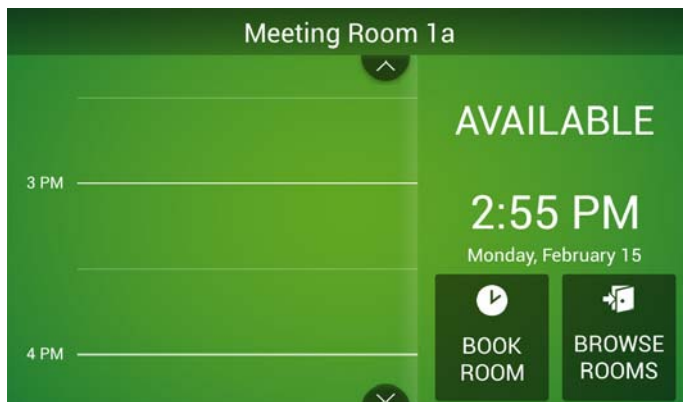 Meeting Room 1a
AVAILABLE
3 PM
2:55 PM
Monday, February 15
4 PM
BOOK
ROOM
BROWSE
ROOMS